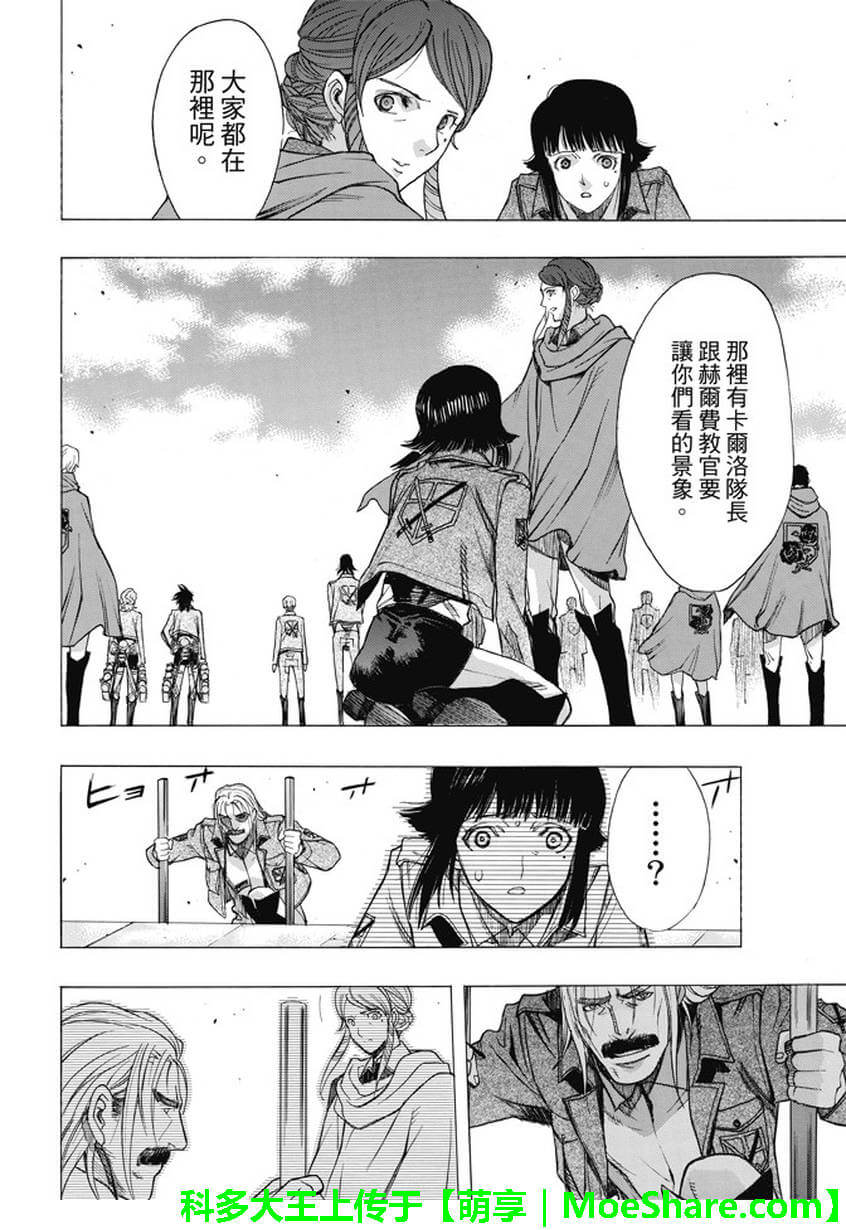 大家都在
那裡呢。
那裡有卡爾洛隊長
跟赫爾費教官要
讓你們看的景象。
……?
ヒョオオ
科多大王上传于【萌享｜MoeShare.com】